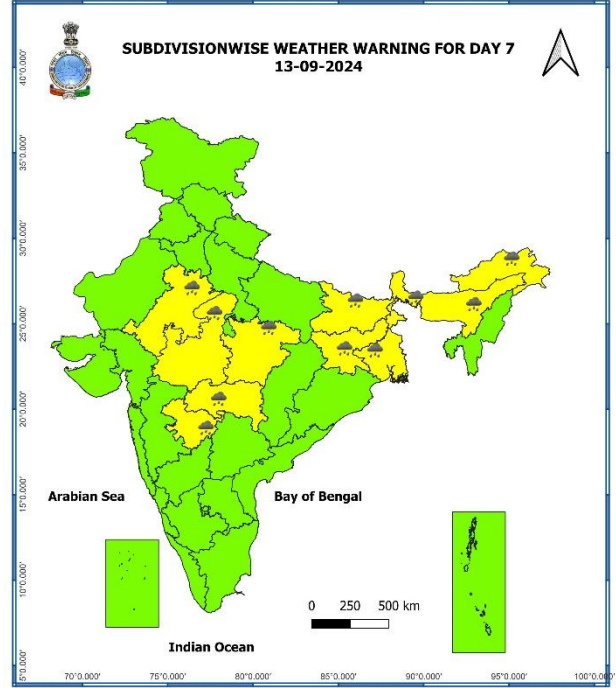 SUBDIVISIONWISE WEATHER WARNING FOR DAY 7
13-09-2024
40°0.000'
35°0.000'
30°0.000'
25°0.000'
20°0.000'
15°0.000'
10°0.000'
5°0.000'
Arabian Sea
Bay of Bengal
0 250 500 km
Indian Ocean
70°0.000' 75°0.000' 80°0.000' 85°0.000' 90°0.000' 95°0.000' 100°0.000'